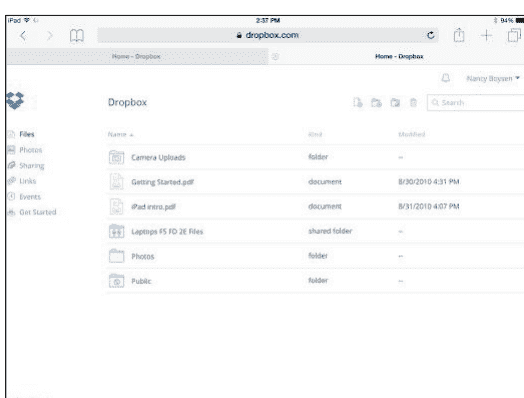 iPad 2:37 PM 94%
dropbox.com
Home - Dropbox Home - Dropbox
Nancy Boysen
Dropbox Search
Files
Photos
Sharing
Links
Events
Get Started
Name Kind Modified
Camera Uploads folder --
Getting Started.pdf document 8/30/2010 4:31 PM
iPad intro.pdf document 8/31/2010 4:07 PM
Laptops FS FD 2E Files shared folder --
Photos folder --
Public folder --